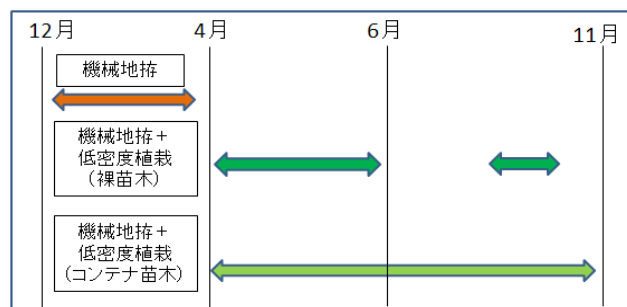 12月 4月 6月 11月
機械地拵
機械地拵+
低密度植栽
(裸苗木)
機械地拵+
低密度植栽
(コンテナ苗木)